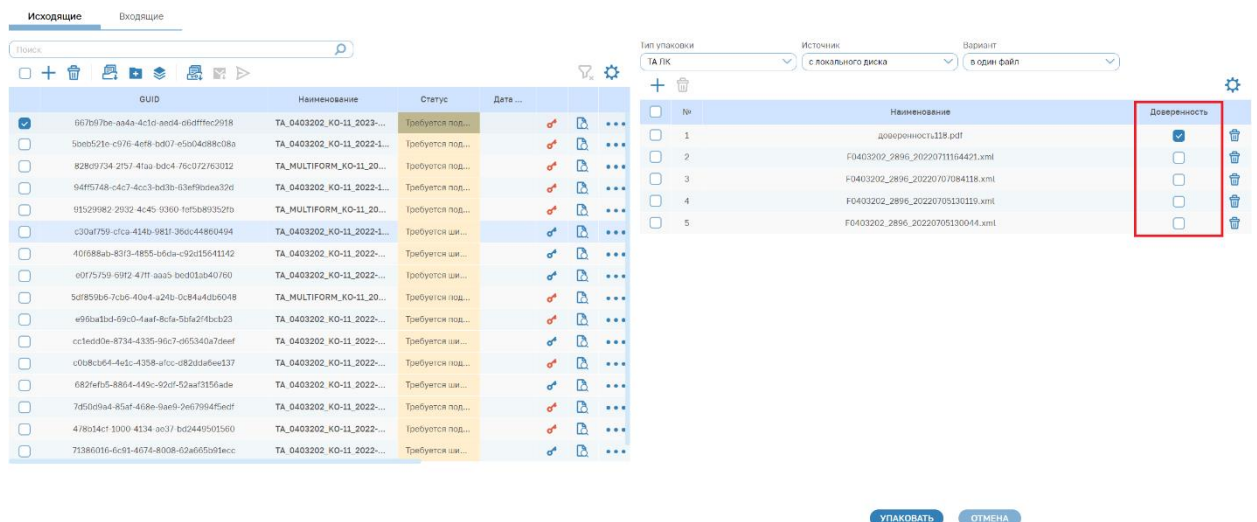 Исходящие Входящие
Поиск
GUID Наименование Статус Дата ...
667b97be-aa4a-4c1d-aed4-d6dfffec2918 TA_0403202_KO-11_2023-... Требуется под...
5beb521e-c976-4ef8-bd07-e5b04d88c08a TA_0403202_KO-11_2022-1... Требуется под...
828d9734-2f57-4faa-bdc4-76c072763012 TA_MULTIFORM_KO-11_20... Требуется под...
94ff5748-c4c7-4cc3-bd3b-63ef9bdea32d TA_0403202_KO-11_2022-1... Требуется под...
91529982-2932-4c45-9360-fef5b89352fb TA_MULTIFORM_KO-11_20... Требуется под...
c30af759-cfca-414b-981f-36dc44860494 TA_0403202_KO-11_2022-1... Требуется ши...
40f688ab-83f3-4855-b6da-c92d15641142 TA_0403202_KO-11_2022-... Требуется ши...
e0f75759-69f2-47ff-aaa5-bed01ab40760 TA_0403202_KO-11_2022-... Требуется ши...
5df859b6-7cb6-40e4-a24b-0c84a4db6048 TA_MULTIFORM_KO-11_20... Требуется под...
e96ba1bd-69c0-4aaf-8cfa-5bfa2f4bcb23 TA_0403202_KO-11_2022-... Требуется под...
cc1edd0e-8734-4335-96c7-d65340a7deef TA_0403202_KO-11_2022-... Требуется ши...
c0b8cb64-4e1c-4358-afcc-d82dda6ee137 TA_0403202_KO-11_2022-... Требуется под...
682fefb5-8864-449c-92df-52aaf3156ade TA_0403202_KO-11_2022-... Требуется ши...
7d50d9a4-85af-468e-9ae9-2e67994f5edf TA_0403202_KO-11_2022-... Требуется под...
478b14cf-1000-4134-ae37-bd2449501560 TA_0403202_KO-11_2022-... Требуется под...
71386016-6c91-4674-8008-62a665b91ecc TA_0403202_KO-11_2022-... Требуется ши...
Тип упаковки Источник Вариант
ТА ЛК с локального диска в один файл
№ Наименование Доверенность
1 доверенность118.pdf
2 F0403202_2896_20220711164421.xml
3 F0403202_2896_20220707084118.xml
4 F0403202_2896_20220705130119.xml
5 F0403202_2896_20220705130044.xml
УПАКОВАТЬ ОТМЕНА